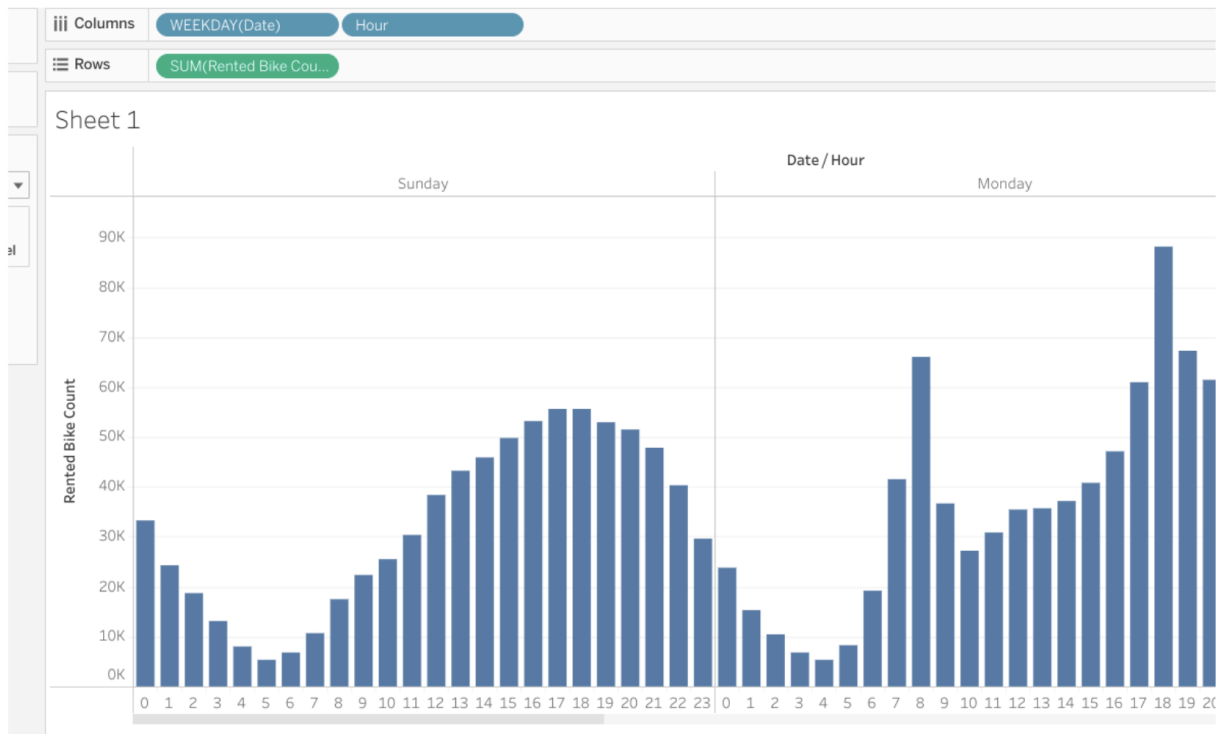 Columns WEEKDAY(Date) Hour
Rows SUM(Rented Bike Cou...
Sheet 1
Date / Hour
Sunday Monday
el
Rented Bike Count
90K
80K
70K
60K
50K
40K
30K
20K
10K
0K
0 1 2 3 4 5 6 7 8 9 10 11 12 13 14 15 16 17 18 19 20 21 22 23 0 1 2 3 4 5 6 7 8 9 10 11 12 13 14 15 16 17 18 19 20